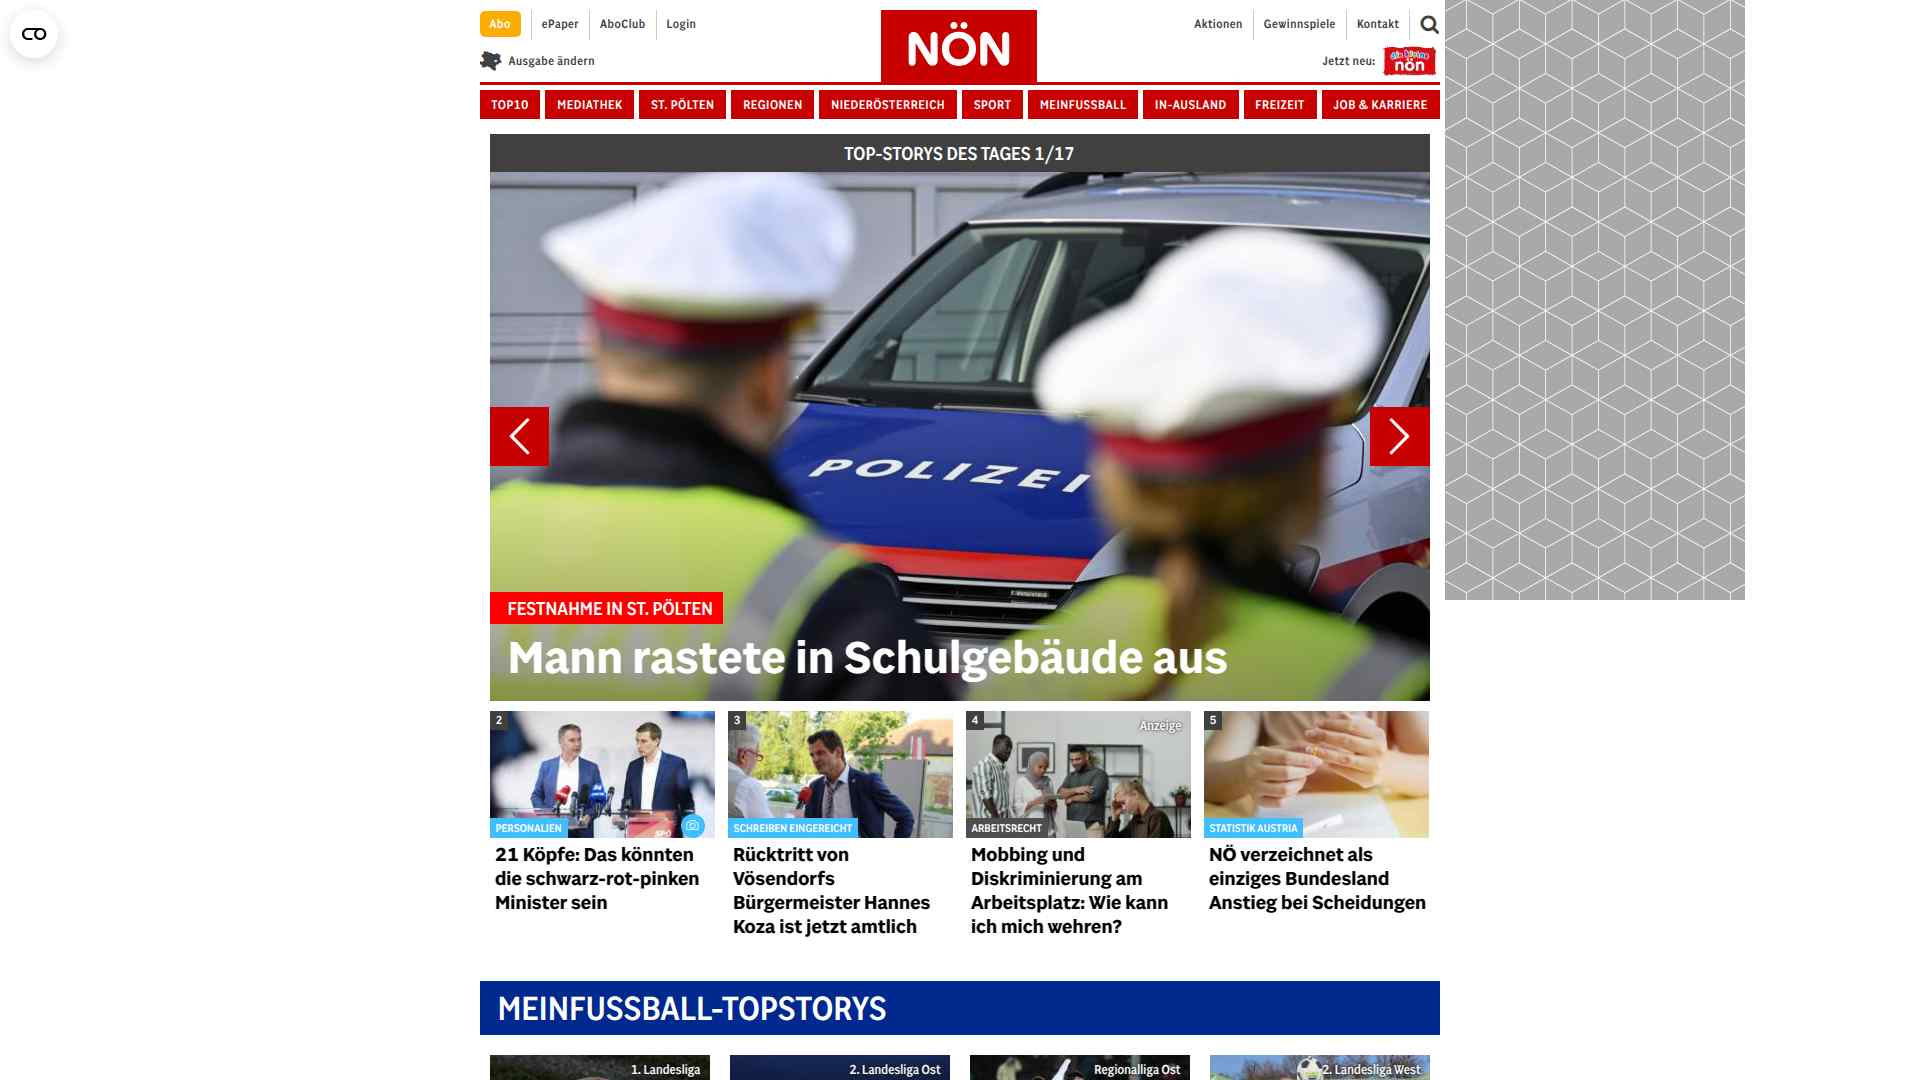 Abo
ePaper
AboClub
Login
NÖN
Aktionen
Gewinnspiele
Kontakt
Ausgabe ändern
Jetzt neu:
die kleine
nön
TOP10
MEDIATHEK
ST. PÖLTEN
REGIONEN
NIEDERÖSTERREICH
SPORT
MEINFUSSBALL
IN-AUSLAND
FREIZEIT
JOB & KARRIERE
TOP-STORYS DES TAGES 1/17
POLIZEI
FESTNAHME IN ST. PÖLTEN
Mann rastete in Schulgebäude aus
2
PERSONALIEN
SPÖ
21 Köpfe: Das könnten
die schwarz-rot-pinken
Minister sein
3
SCHREIBEN EINGEREICHT
Rücktritt von
Vösendorfs
Bürgermeister Hannes
Koza ist jetzt amtlich
4
Anzeige
ARBEITSRECHT
Mobbing und
Diskriminierung am
Arbeitsplatz: Wie kann
ich mich wehren?
5
STATISTIK AUSTRIA
NÖ verzeichnet als
einziges Bundesland
Anstieg bei Scheidungen
MEINFUSSBALL-TOPSTORYS
1. Landesliga
2. Landesliga Ost
Regionalliga Ost
2. Landesliga West